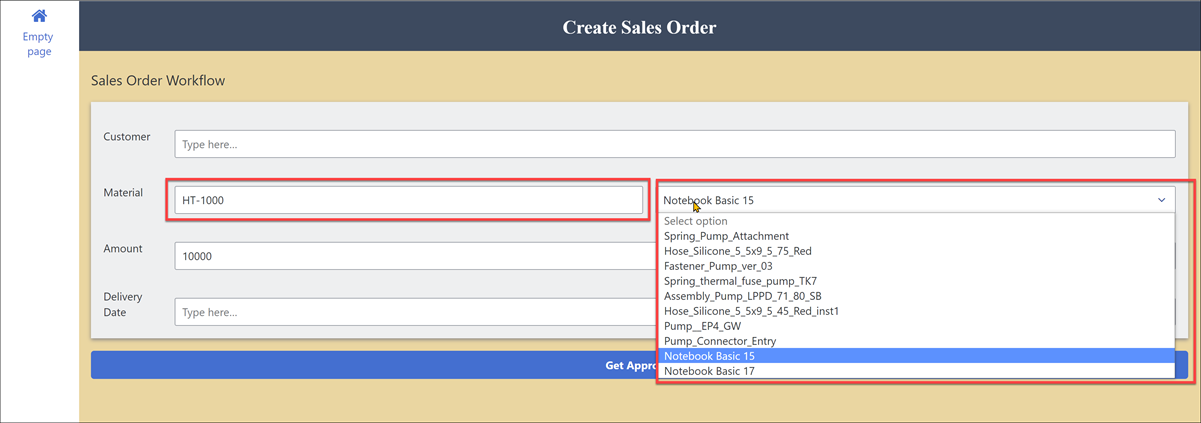 Empty
page
Create Sales Order
Sales Order Workflow
Customer
Type here...
Material
HT-1000
Notebook Basic 15
Select option
Spring_Pump_Attachment
Hose_Silicone_5_5x9_5_75_Red
Fastener_Pump_ver_03
Spring_thermal_fuse_pump_TK7
Assembly_Pump_LPPD_71_80_SB
Hose_Silicone_5_5x9_5_45_Red_inst1
Pump__EP4_GW
Pump_Connector_Entry
Notebook Basic 15
Notebook Basic 17
Amount
10000
Delivery
Date
Type here...
Get Appro